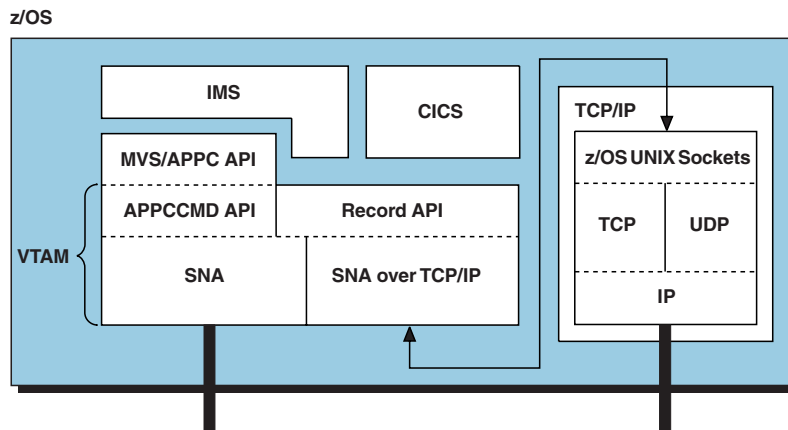 z/OS
IMS
CICS
TCP/IP
MVS/APPC API
z/OS UNIX Sockets
APPCCMD API
Record API
TCP
UDP
VTAM
SNA
SNA over TCP/IP
IP